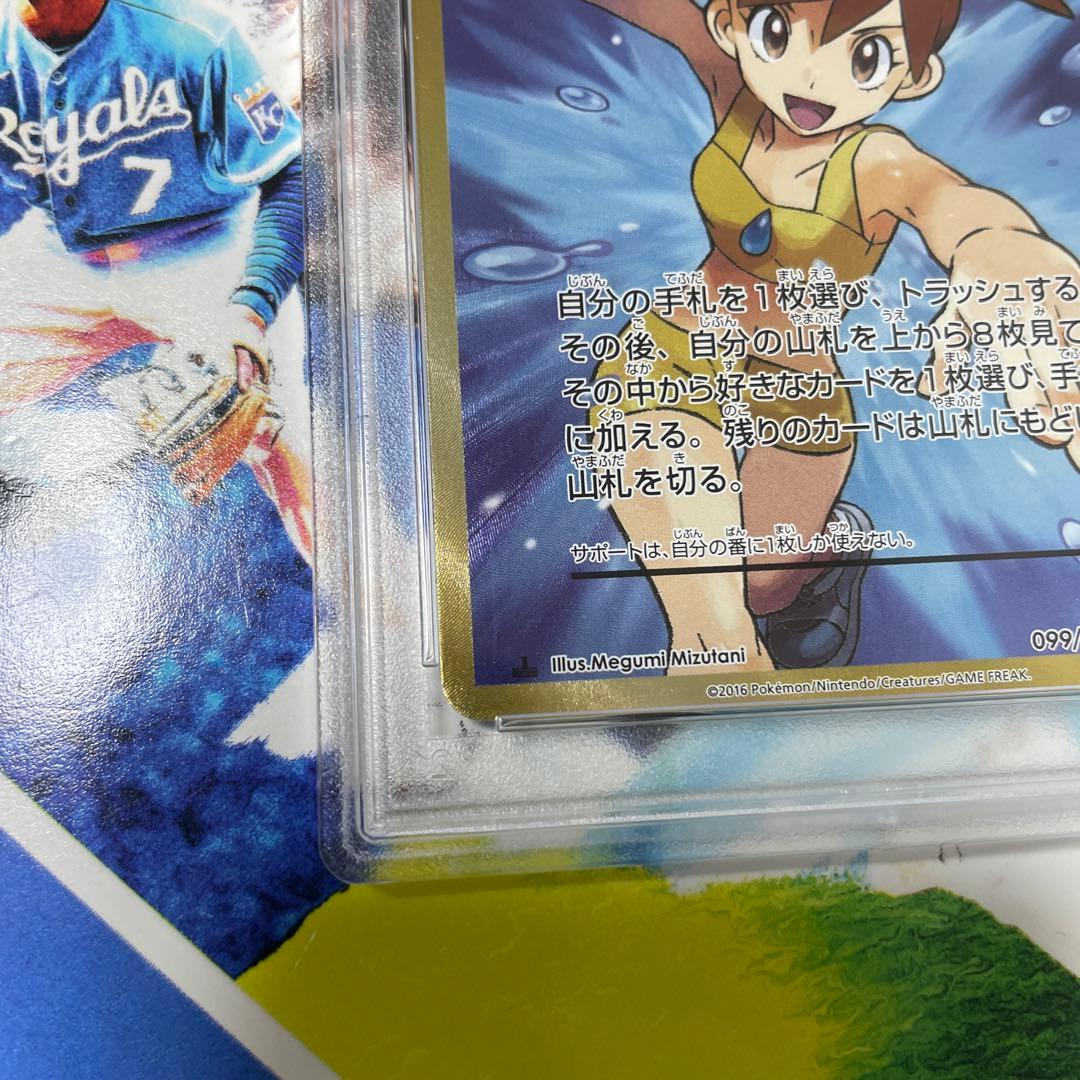 Royals
7
KC
自分の手札を1枚選び、トラッシュする
その後、自分の山札を上から8枚見て
その中から好きなカードを1枚選び、手
に加える。残りのカードは山札にもど
山札を切る。
サポートは、自分の番に1枚しか使えない。
Illus.Megumi Mizutani
099/
©2016 Pokémon/Nintendo/Creatures/GAME FREAK.